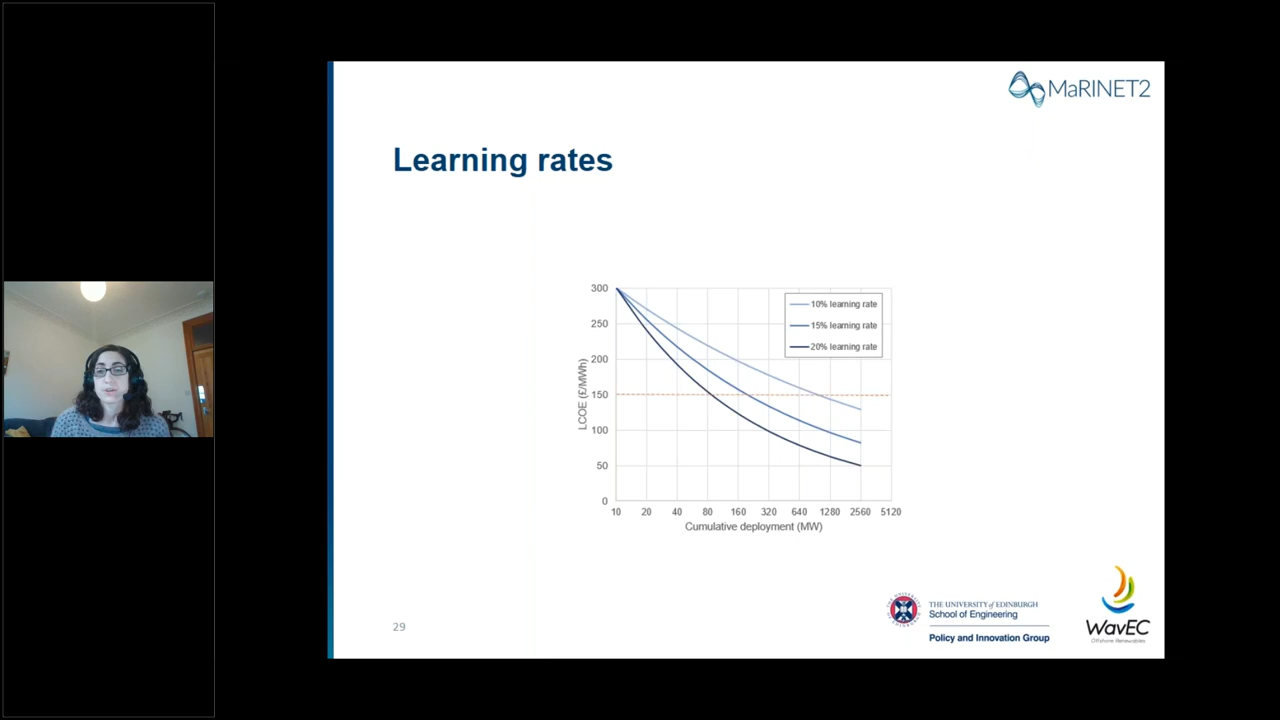 MaRINET2
Learning rates
300
250
200
150
100
50
0
LCOE (£/MWh)
10% learning rate
15% learning rate
20% learning rate
10 20 40 80 160 320 640 1280 2560 5120
Cumulative deployment (MW)
THE UNIVERSITY of EDINBURGH
School of Engineering
Policy and Innovation Group
WavEC
Offshore Renewables
29